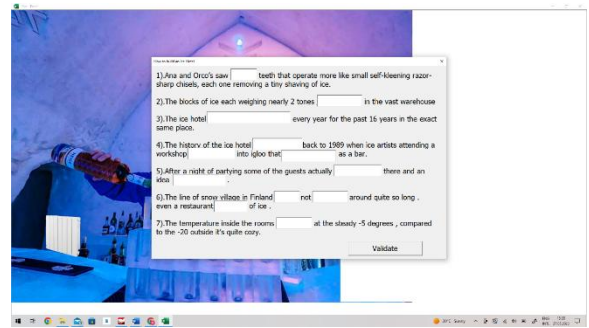 1).Ana and Orco's saw teeth that operate more like small self-kleening razor-
sharp chisels, each one removing a tiny shaving of ice.
2).The blocks of ice each weighing nearly 2 tones in the vast warehouse
3).The ice hotel every year for the past 16 years in the exact
same place.
4).The history of the ice hotel back to 1989 when ice artists attending a
workshop into igloo that as a bar.
5).After a night of partying some of the guests actually there and an
idea .
6).The line of snow village in Finland not around quite so long .
even a restaurant of ice .
7).The temperature inside the rooms at the steady -5 degrees , compared
to the -20 outside it's quite cozy.
Validate